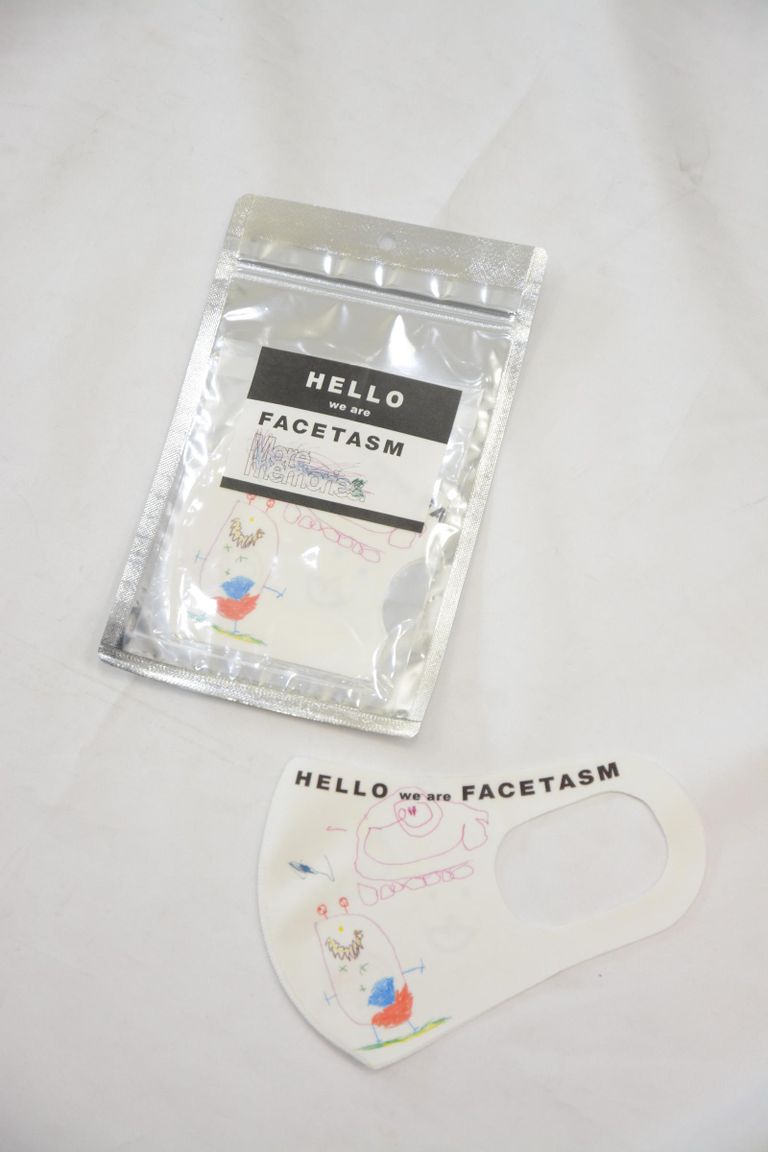 HELLO
we are
FACETASM
More
memories.
HELLO we are FACETASM